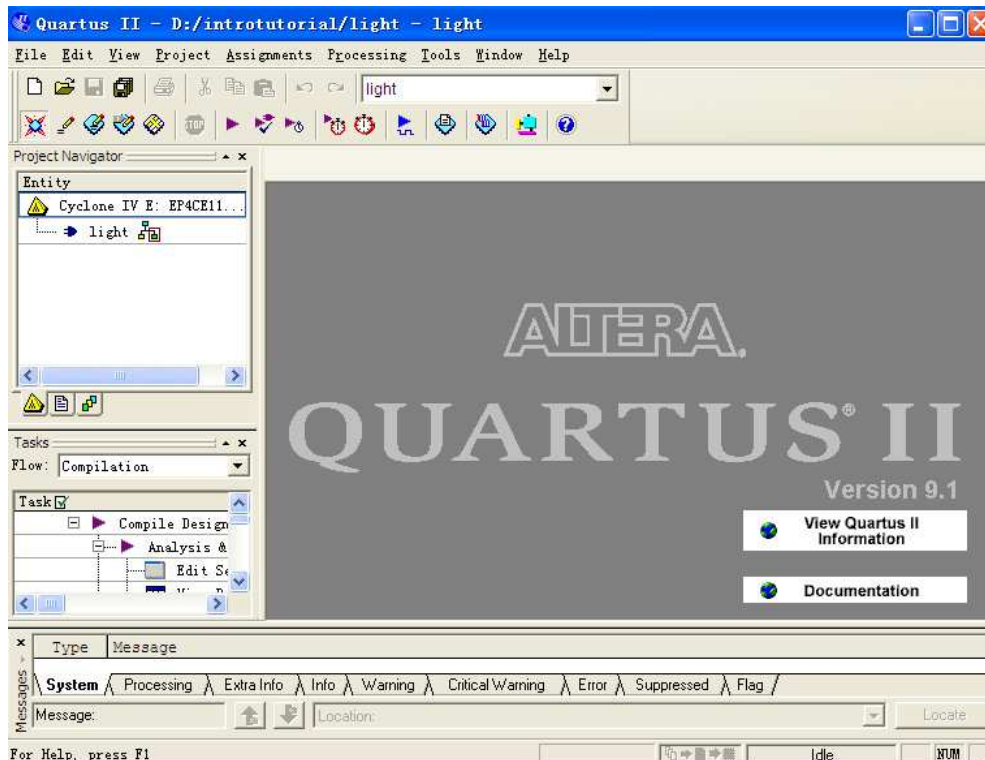 Quartus II - D:/introtutorial/light - light
File Edit View Project Assignments Processing Tools Window Help
light
STOP
Project Navigator
Entity
Cyclone IV E: EP4CE11...
light
Tasks
Flow: Compilation
Task
Compile Design
Analysis &
Edit Se
ALTERA
QUARTUS® II
Version 9.1
View Quartus II
Information
Documentation
Messages
Type Message
System Processing Extra Info Info Warning Critical Warning Error Suppressed Flag
Message: Location: Locate
For Help, press F1 Idle NUM